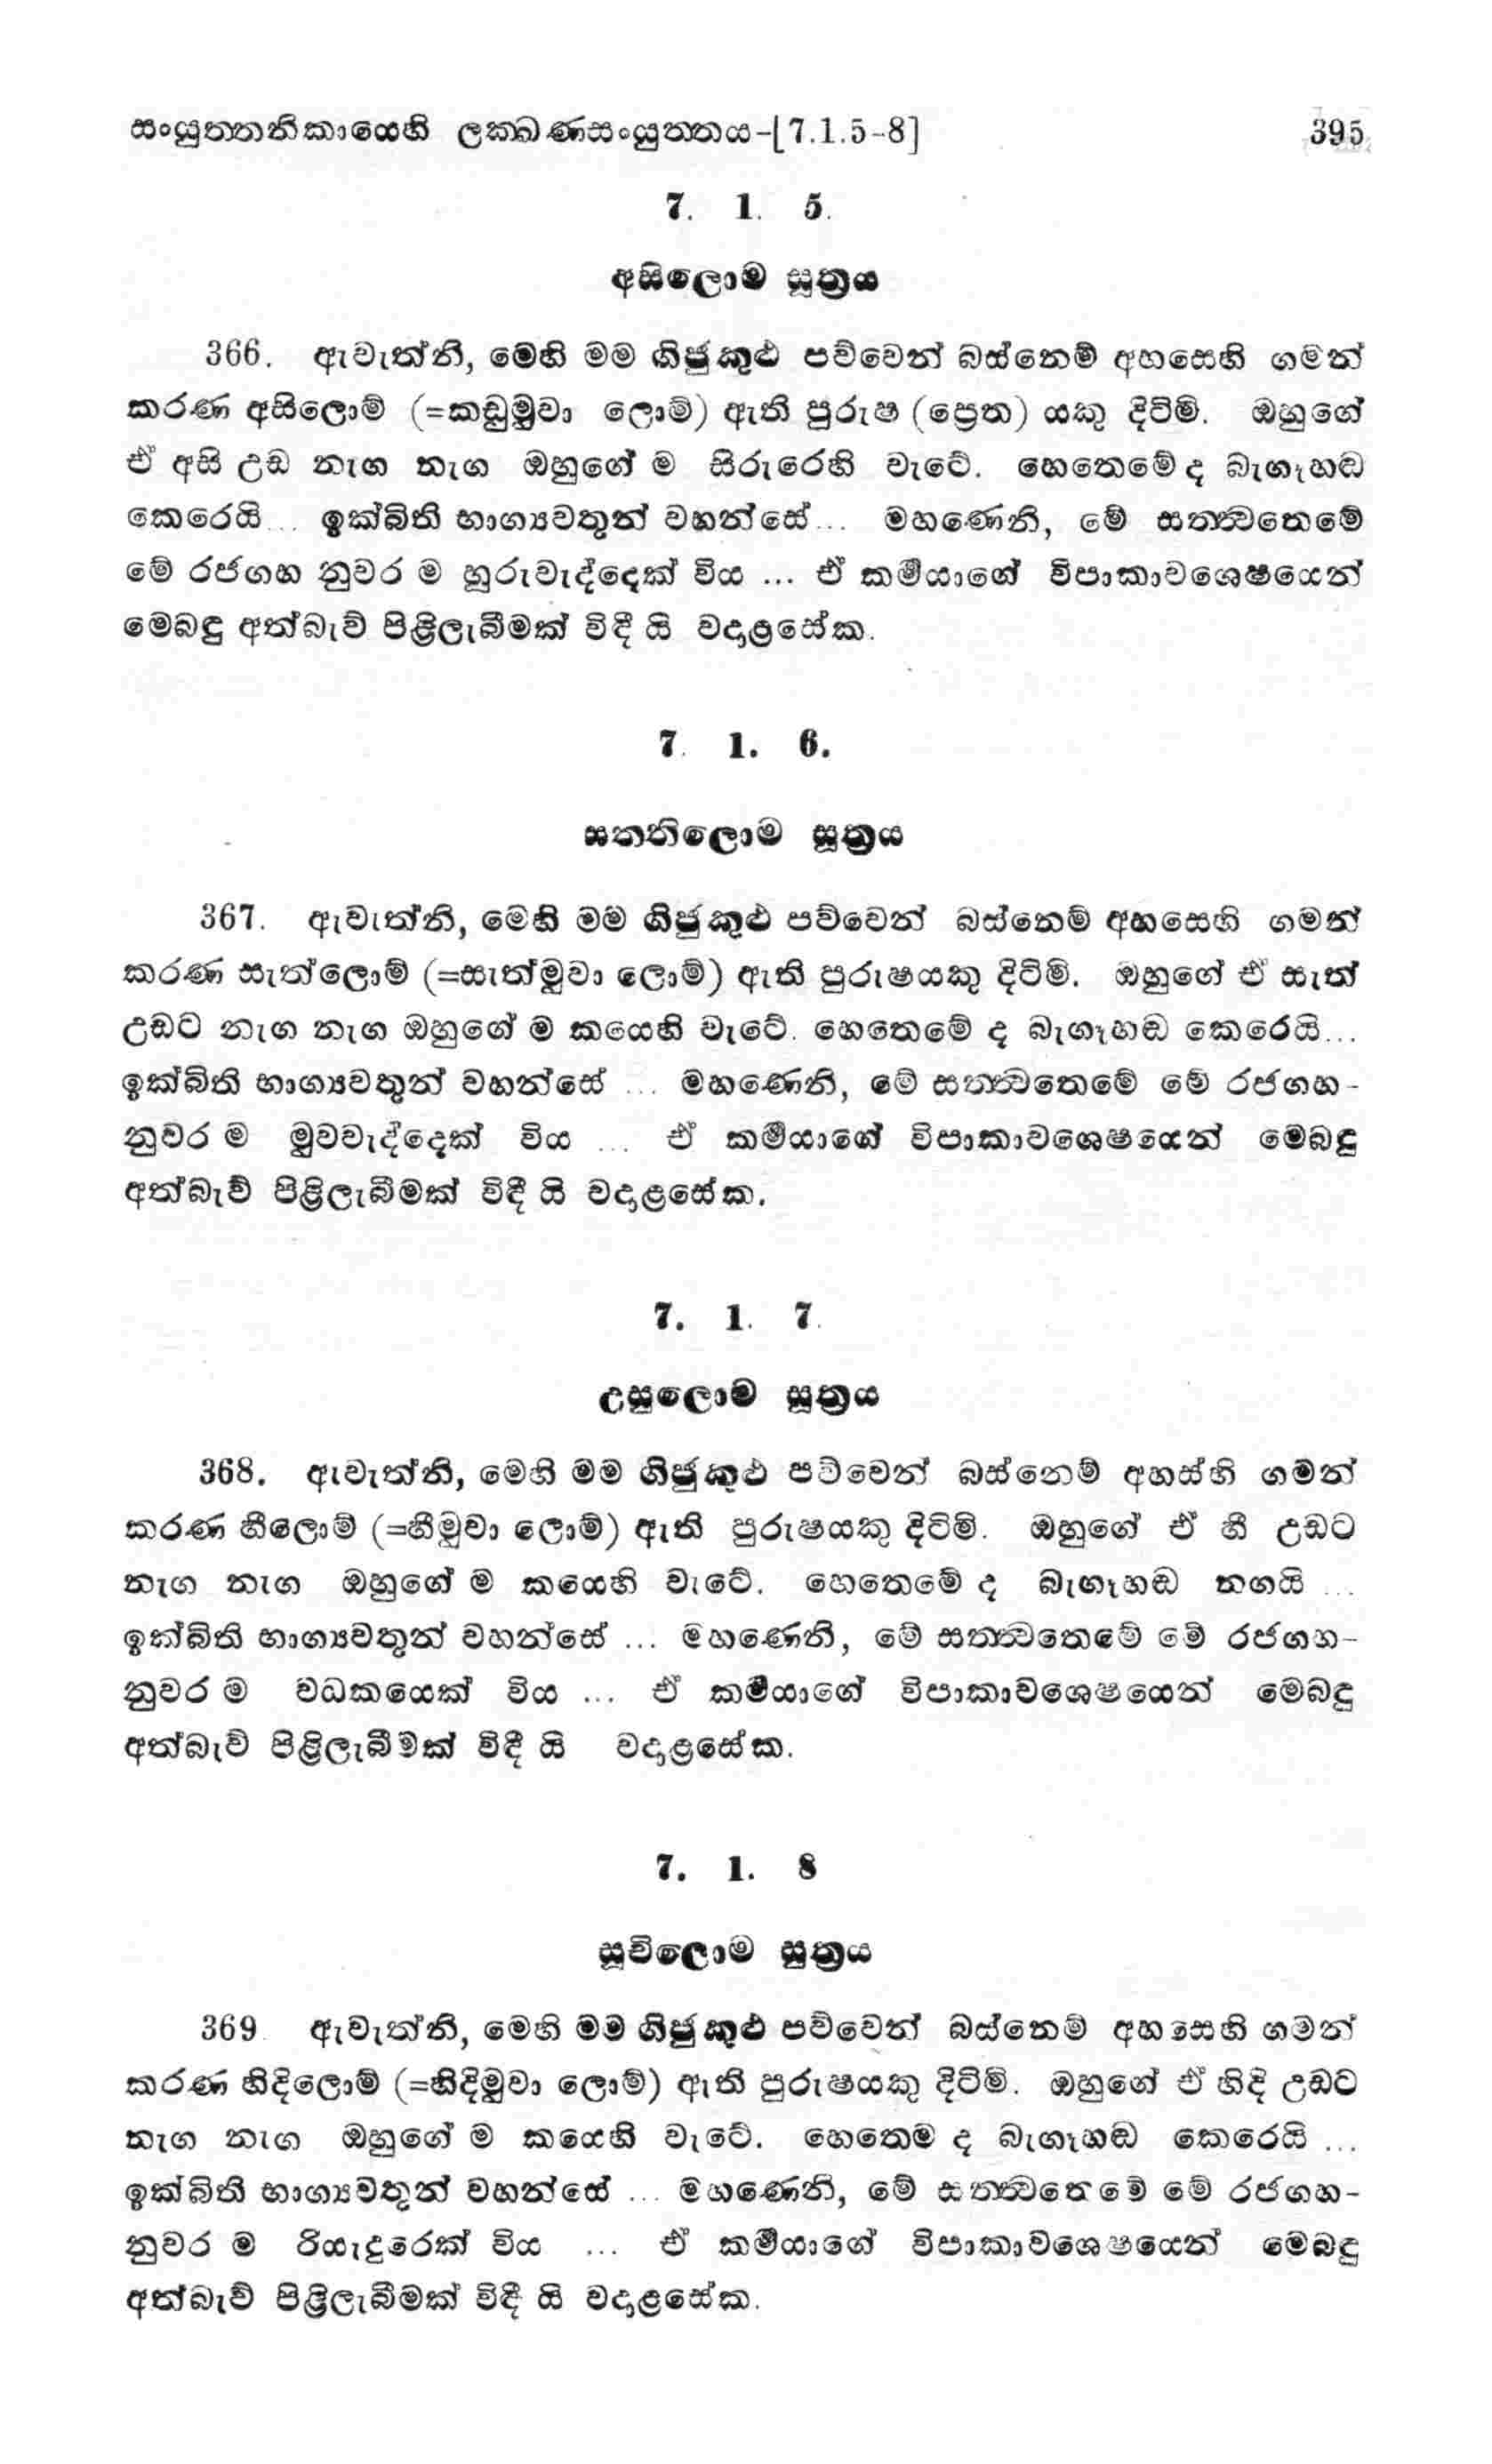 සංයුත්තනිකායෙහි ලක්ඛණසංයුත්තය-[7.1.5-8] 395
7. 1. 5.
අසිලොම සූත්‍රය
366. ඇවැත්නි, මෙහි මම ගිජුකුළු පව්වෙන් බස්නෙම් අහසෙහි ගමන්
කරණ අසිලොම් (=කඩුමුවා ලොම්) ඇති පුරුෂ (ප්‍රෙත) යකු දිටිමි. ඔහුගේ
ඒ අසි උඩ නැග නැග ඔහුගේ ම සිරුරෙහි වැටේ. හෙතෙමේ ද බැගෑහඬ
කෙරෙයි... ඉක්බිති භාග්‍යවතුන් වහන්සේ... මහණෙනි, මේ සත්ත්‍වතෙමේ
මේ රජගහ නුවර ම හූරුවැද්දෙක් විය ... ඒ කර්‍මයාගේ විපාකාවශෙෂයෙන්
මෙබඳු අත්බැව් පිළිලැබීමක් විදී යි වදාළසේක.
7. 1. 6.
සත්තිලොම සූත්‍රය
367. ඇවැත්නි, මෙහි මම ගිජුකුළු පව්වෙන් බස්නෙම් අහසෙහි ගමන්
කරණ සැත්ලොම් (=සැත්මුවා ලොම්) ඇති පුරුෂයකු දිටිමි. ඔහුගේ ඒ සැත්
උඩට නැග නැග ඔහුගේ ම කයෙහි වැටේ. හෙතෙමේ ද බැගෑහඬ කෙරෙයි...
ඉක්බිති භාග්‍යවතුන් වහන්සේ ... මහණෙනි, මේ සත්ත්‍වතෙමේ මේ රජගහ-
නුවර ම මුවවැද්දෙක් විය ... ඒ කර්‍මයාගේ විපාකාවශෙෂයෙන් මෙබඳු
අත්බැව් පිළිලැබීමක් විඳී යි වදාළසේක.
7. 1. 7.
උසුලොම සූත්‍රය
368. ඇවැත්නි, මෙහි මම ගිජුකුළු පව්වෙන් බස්නෙම් අහස්හි ගමන්
කරණ හීලොම් (=හීමුවා ලොම්) ඇති පුරුෂයකු දිටිමි. ඔහුගේ ඒ හී උඩට
නැග නැග ඔහුගේ ම කයෙහි වැටේ. හෙතෙමේ ද බැගෑහඬ නගයි ...
ඉක්බිති භාග්‍යවතුන් වහන්සේ ... මහණෙනි, මේ සත්ත්‍වතෙමේ මේ රජගහ-
නුවර ම වධකයෙක් විය ... ඒ කර්‍මයාගේ විපාකාවශෙෂයෙන් මෙබඳු
අත්බැව් පිළිලැබීමක් විඳී යි වදාළසේක.
7. 1. 8
සූචිලොම සුත්‍රය
369. ඇවැත්නි, මෙහි මම ගිජුකුළු පව්වෙන් බස්නෙම් අහසෙහි ගමන්
කරණ හිඳිලොම් (=හිඳිමුවා ලොම්) ඇති පුරුෂයකු දිටිමි. ඔහුගේ ඒ හිඳි උඩට
නැග නැග ඔහුගේ ම කයෙහි වැටේ. හෙතෙම ද බැගෑහඬ කෙරෙයි ...
ඉක්බිති භාග්‍යවතුන් වහන්සේ ... මහණෙනි, මේ සත්ත්‍වතෙමේ මේ රජගහ-
නුවර ම රියැදුරෙක් විය ... ඒ කර්‍මයාගේ විපාකාවශෙෂයෙන් මෙබඳු
අත්බැව් පිළිලැබීමක් විඳී යි වදාළසේක.